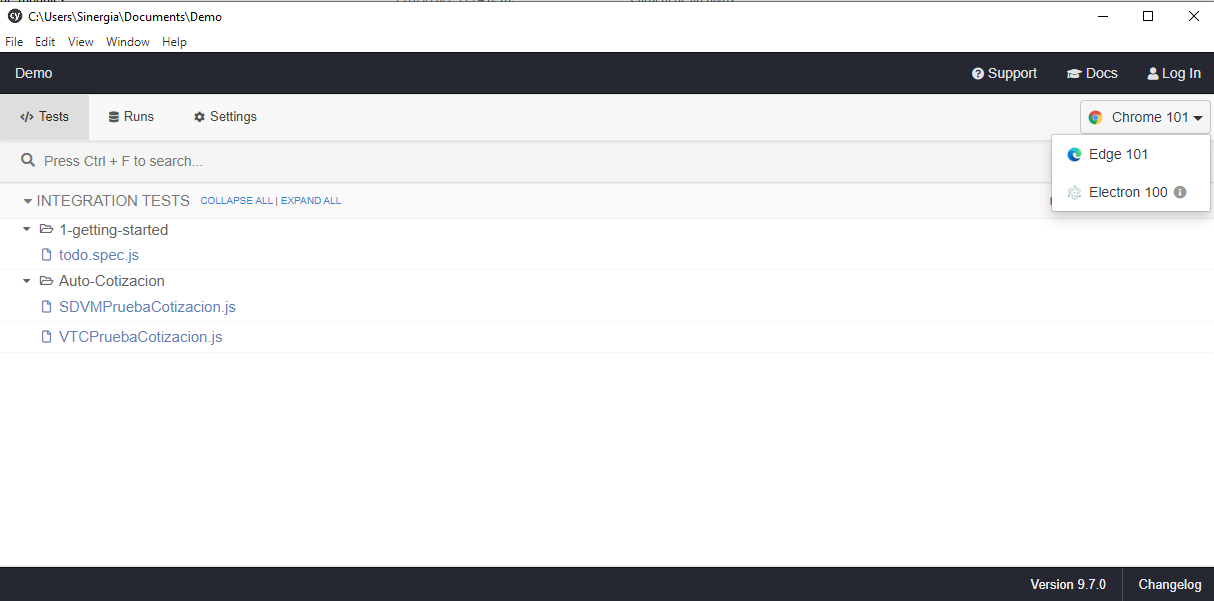 C:\Users\Sinergia\Documents\Demo
File Edit View Window Help
Demo Support Docs Log In
Tests Runs Settings Chrome 101
Edge 101
Press Ctrl + F to search...
Electron 100
INTEGRATION TESTS COLLAPSE ALL | EXPAND ALL
1-getting-started
todo.spec.js
Auto-Cotizacion
SDVMPruebaCotizacion.js
VTCPruebaCotizacion.js
Version 9.7.0 Changelog